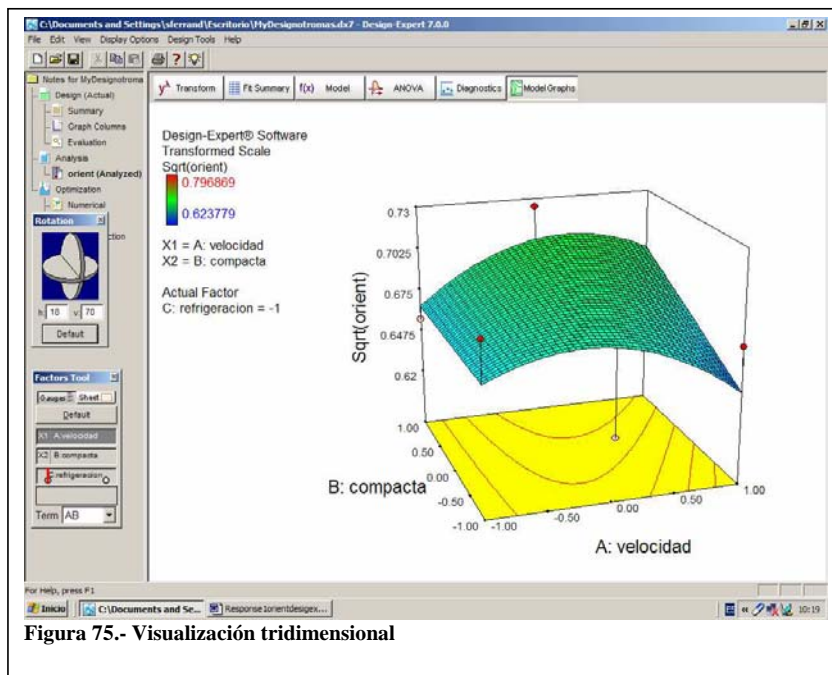 C:\Documents and Settings\sferrand\Escritorio\MyDesignotromas.dx7 - Design-Expert 7.0.0
File Edit View Display Options Design Tools Help
Notes for MyDesignotroma
Design (Actual)
Summary
Graph Columns
Evaluation
Analysis
orient (Analyzed)
Optimization
Numerical
ction
yλ Transform
Fit Summary
f(x) Model
ANOVA
Diagnostics
Model Graphs
Rotation
h: 10 v: 70
Default
Factors Tool
Gauges Sheet
Default
X1 A:velocidad
X2 B:compacta
refrigeracion
Term AB
Design-Expert® Software
Transformed Scale
Sqrt(orient)
0.796869
0.623779
X1 = A: velocidad
X2 = B: compacta
Actual Factor
C: refrigeracion = -1
0.73
0.7025
0.675
0.6475
0.62
Sqrt(orient)
1.00
0.50
0.00
-0.50
-1.00
B: compacta
-1.00
-0.50
0.00
0.50
1.00
A: velocidad
For Help, press F1
Inicio
C:\Documents and Se...
Response 1orientdesigex...
10:19
Figura 75.- Visualización tridimensional